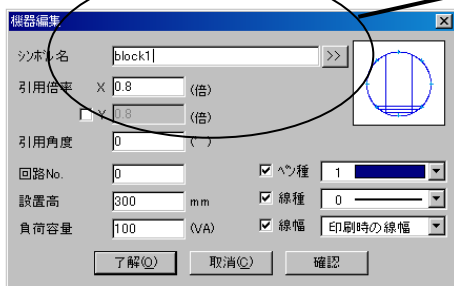 機器編集
シンボル名 block1 >>
引用倍率 X 0.8 (倍)
Y 0.8 (倍)
引用角度 0 (°)
回路No. 0 ペン種 1
設置高 300 mm 線種 0
負荷容量 100 (VA) 線幅 印刷時の線幅
了解(O) 取消(C) 確認